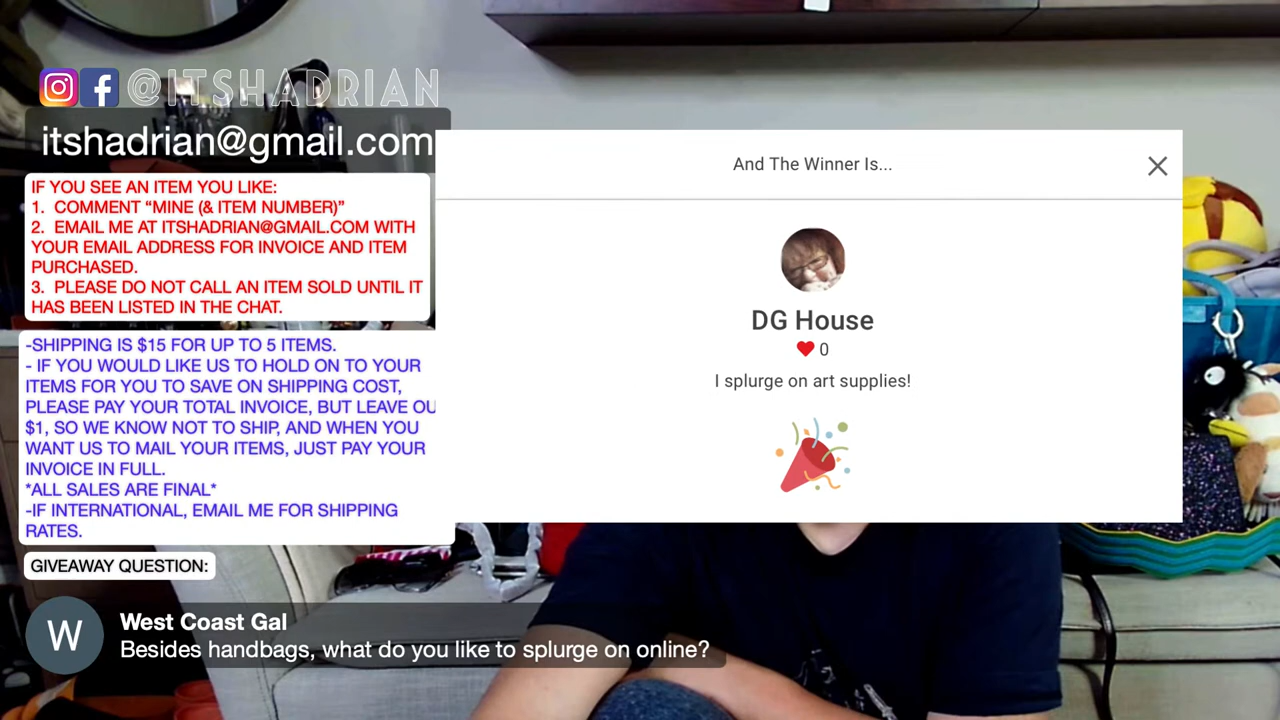 @ITSHADRIAN
itshadrian@gmail.com
IF YOU SEE AN ITEM YOU LIKE:
1. COMMENT “MINE (& ITEM NUMBER)”
2. EMAIL ME AT ITSHADRIAN@GMAIL.COM WITH
YOUR EMAIL ADDRESS FOR INVOICE AND ITEM
PURCHASED.
3. PLEASE DO NOT CALL AN ITEM SOLD UNTIL IT
HAS BEEN LISTED IN THE CHAT.
-SHIPPING IS $15 FOR UP TO 5 ITEMS.
- IF YOU WOULD LIKE US TO HOLD ON TO YOUR
ITEMS FOR YOU TO SAVE ON SHIPPING COST,
PLEASE PAY YOUR TOTAL INVOICE, BUT LEAVE OU
$1, SO WE KNOW NOT TO SHIP, AND WHEN YOU
WANT US TO MAIL YOUR ITEMS, JUST PAY YOUR
INVOICE IN FULL.
*ALL SALES ARE FINAL*
-IF INTERNATIONAL, EMAIL ME FOR SHIPPING
RATES.
GIVEAWAY QUESTION:
W
West Coast Gal
Besides handbags, what do you like to splurge on online?
And The Winner Is...
DG House
0
I splurge on art supplies!